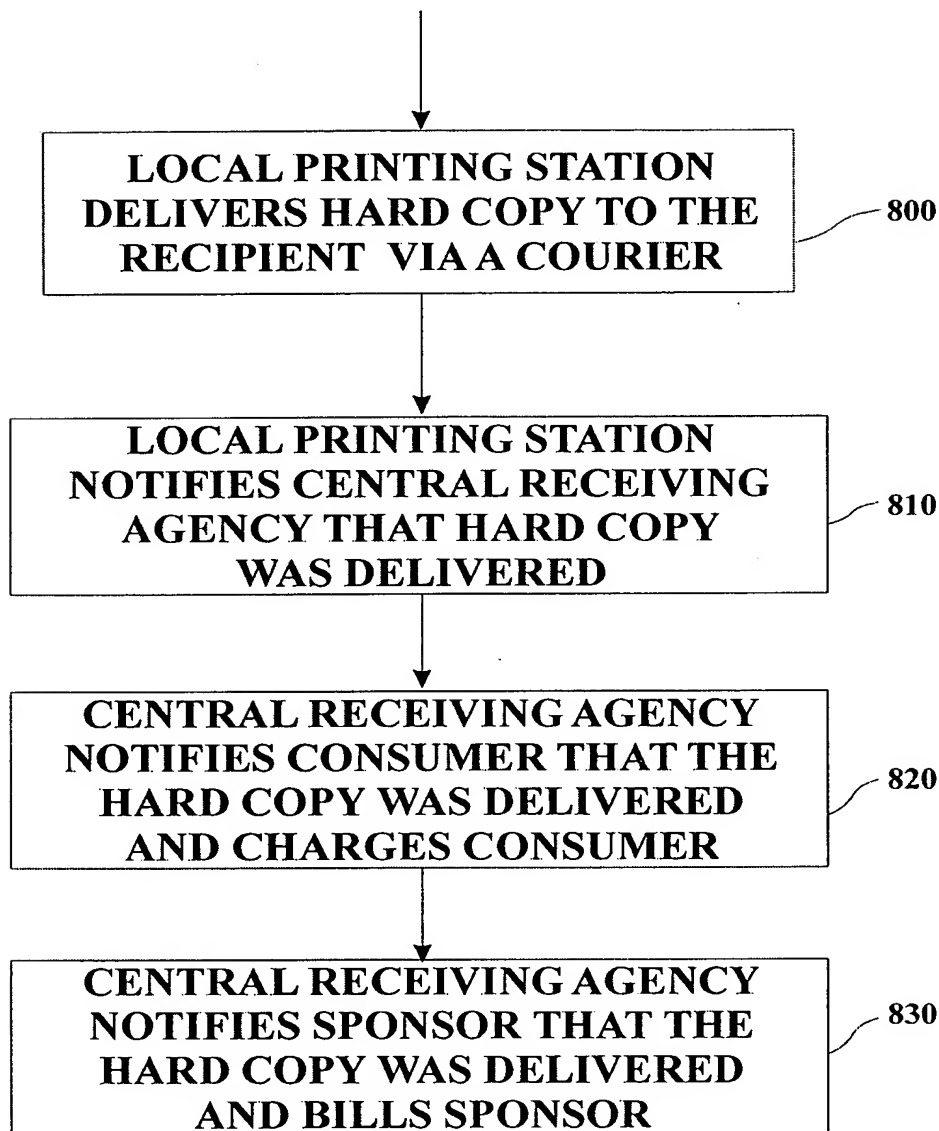 LOCAL PRINTING STATION
DELIVERS HARD COPY TO THE
RECIPIENT VIA A COURIER
800
LOCAL PRINTING STATION
NOTIFIES CENTRAL RECEIVING
AGENCY THAT HARD COPY
WAS DELIVERED
810
CENTRAL RECEIVING AGENCY
NOTIFIES CONSUMER THAT THE
HARD COPY WAS DELIVERED
AND CHARGES CONSUMER
820
CENTRAL RECEIVING AGENCY
NOTIFIES SPONSOR THAT THE
HARD COPY WAS DELIVERED
AND BILLS SPONSOR
830